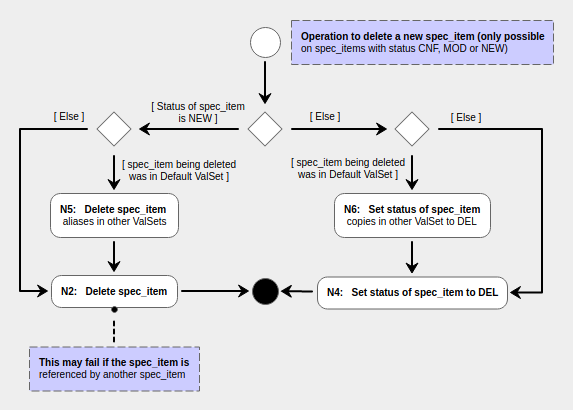 Operation to delete a new spec_item (only possible
on spec_items with status CNF, MOD or NEW)
[ Status of spec_item
is NEW ]
[ Else ]
[ Else ]
[ Else ]
[ spec_item being deleted
was in Default ValSet ]
[ spec_item being deleted
was in Default ValSet ]
N5: Delete spec_item
aliases in other ValSets
N6: Set status of spec_item
copies in other ValSet to DEL
N2: Delete spec_item
N4: Set status of spec_item to DEL
This may fail if the spec_item is
referenced by another spec_item